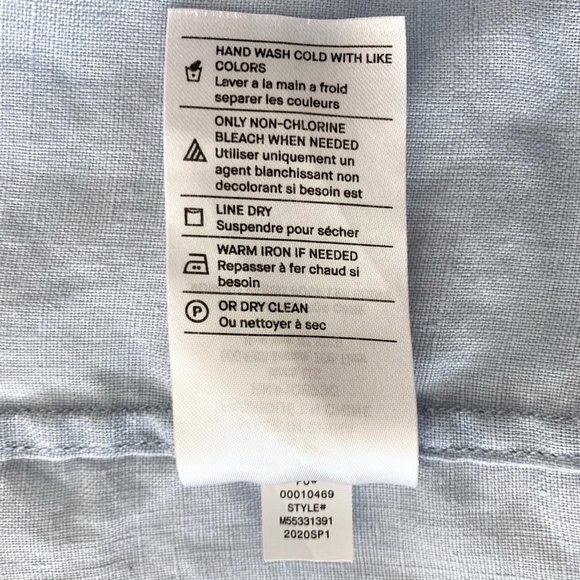 HAND WASH COLD WITH LIKE
COLORS
Laver a la main a froid
separer les couleurs
ONLY NON-CHLORINE
BLEACH WHEN NEEDED
Utiliser uniquement un
agent blanchissant non
decolorant si besoin est
LINE DRY
Suspendre pour sécher
WARM IRON IF NEEDED
Repasser à fer chaud si
besoin
P
OR DRY CLEAN
Ou nettoyer à sec
PO#
00010469
STYLE#
M55331391
2020SP1